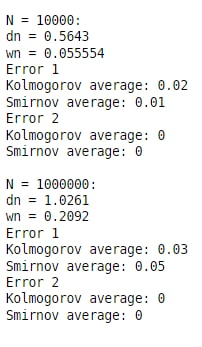 N = 10000:
dn = 0.5643
wn = 0.055554
Error 1
Kolmogorov average: 0.02
Smirnov average: 0.01
Error 2
Kolmogorov average: 0
Smirnov average: 0

N = 1000000:
dn = 1.0261
wn = 0.2092
Error 1
Kolmogorov average: 0.03
Smirnov average: 0.05
Error 2
Kolmogorov average: 0
Smirnov average: 0